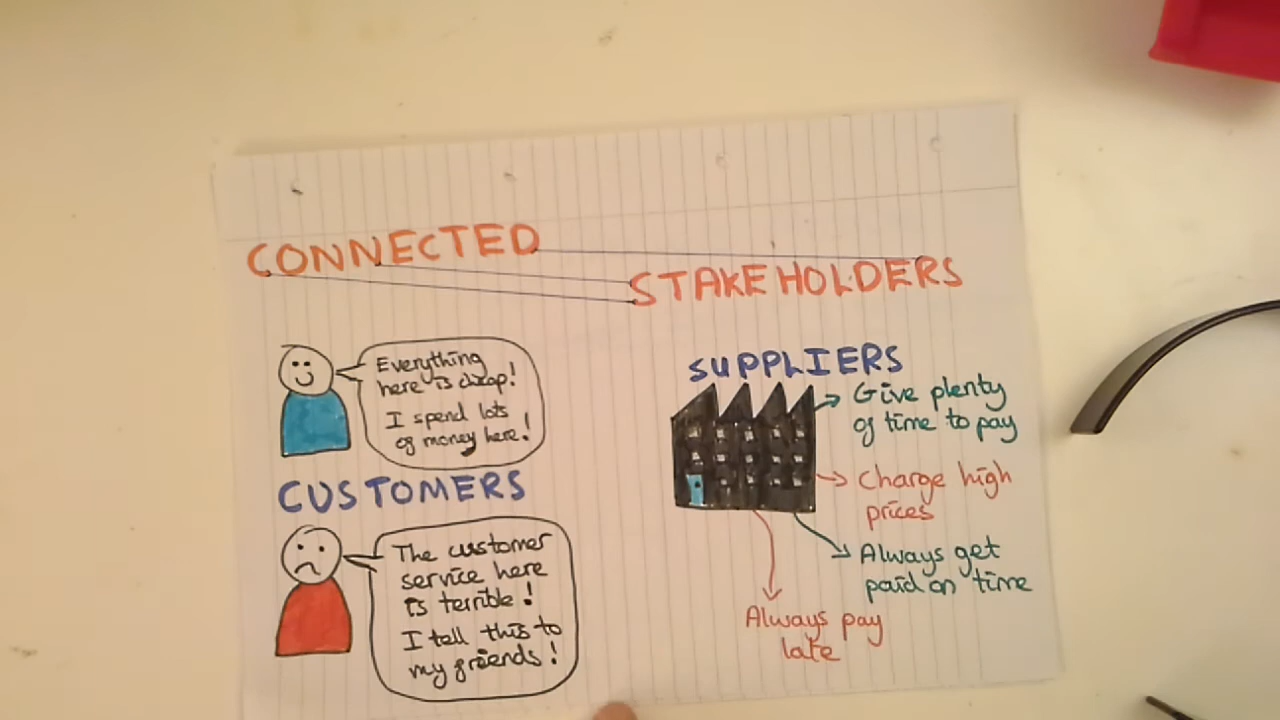 CONNECTED
STAKEHOLDERS
Everything
here is cheap!
I spend lots
of money here!
CUSTOMERS
The customer
service here
is terrible!
I tell this to
my friends!
SUPPLIERS
Give plenty
of time to pay
Charge high
prices
Always get
paid on time
Always pay
late